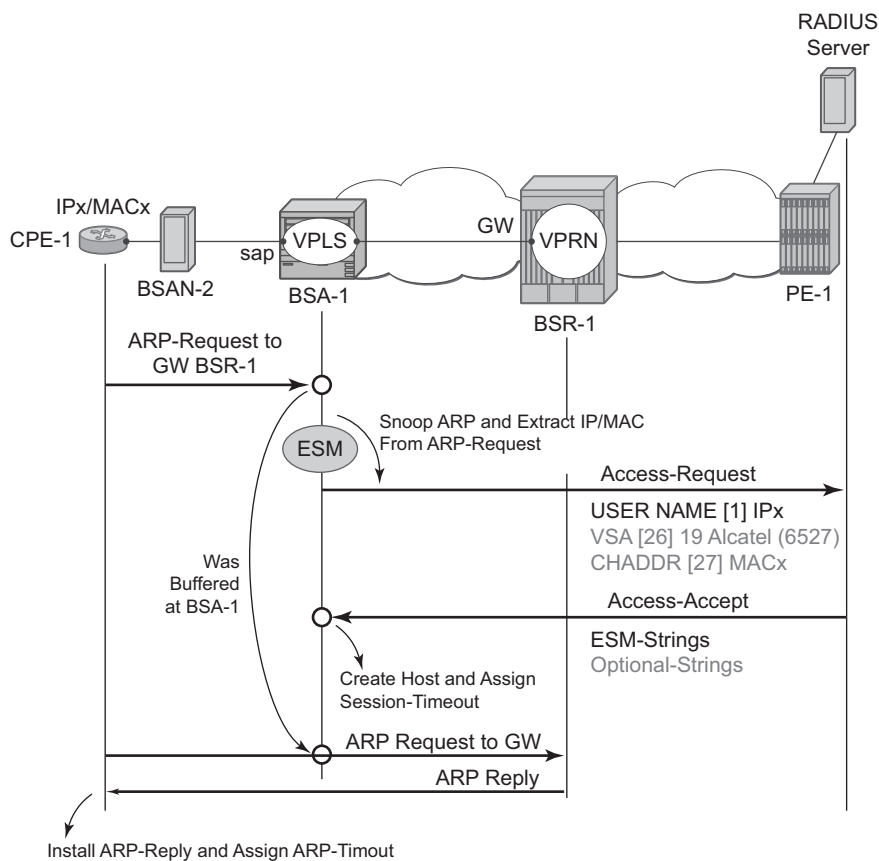 RADIUS
Server
IPx/MACx
CPE-1
BSAN-2
sap
VPLS
BSA-1
GW
VPRN
BSR-1
PE-1
ARP-Request to
GW BSR-1
ESM
Snoop ARP and Extract IP/MAC
From ARP-Request
Access-Request
USER NAME [1] IPx
VSA [26] 19 Alcatel (6527)
CHADDR [27] MACx
Was
Buffered
at BSA-1
Access-Accept
ESM-Strings
Optional-Strings
Create Host and Assign
Session-Timeout
ARP Request to GW
ARP Reply
Install ARP-Reply and Assign ARP-Timout